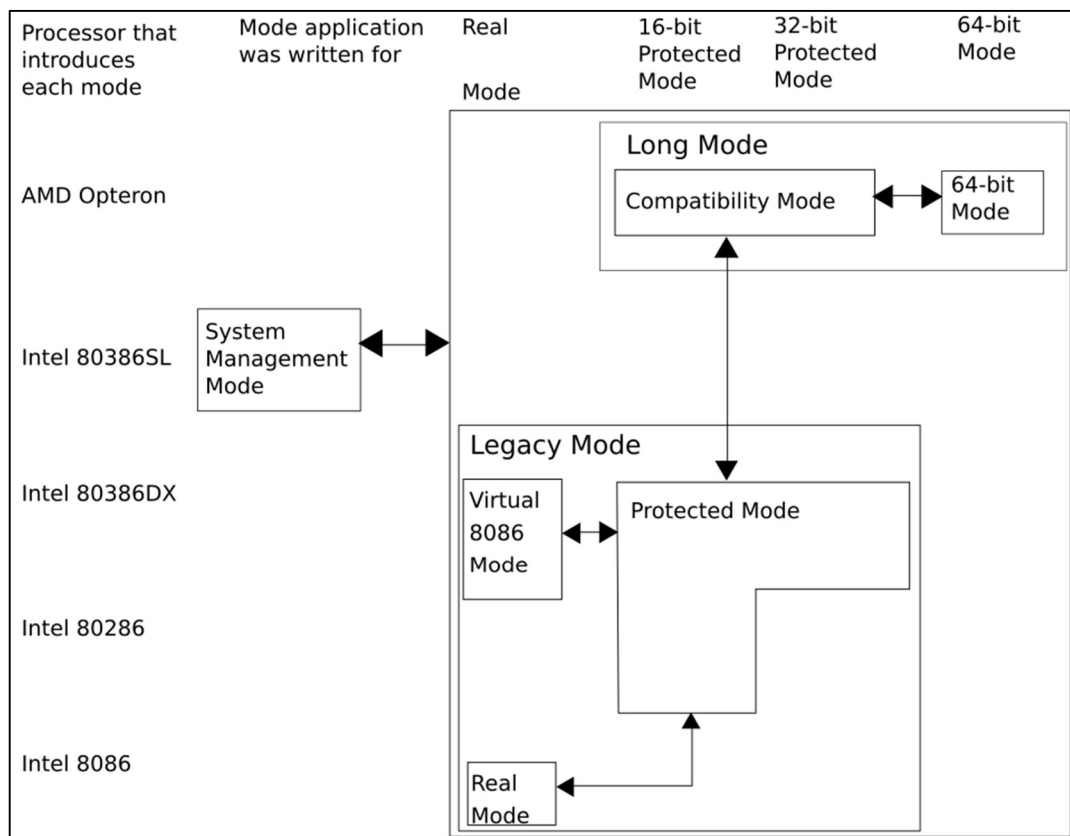 Processor that
introduces
each mode
Mode application
was written for
Real
Mode
16-bit
Protected
Mode
32-bit
Protected
Mode
64-bit
Mode
Long Mode
AMD Opteron
Compatibility Mode
64-bit
Mode
System
Management
Mode
Intel 80386SL
Legacy Mode
Intel 80386DX
Virtual
8086
Mode
Protected Mode
Intel 80286
Intel 8086
Real
Mode